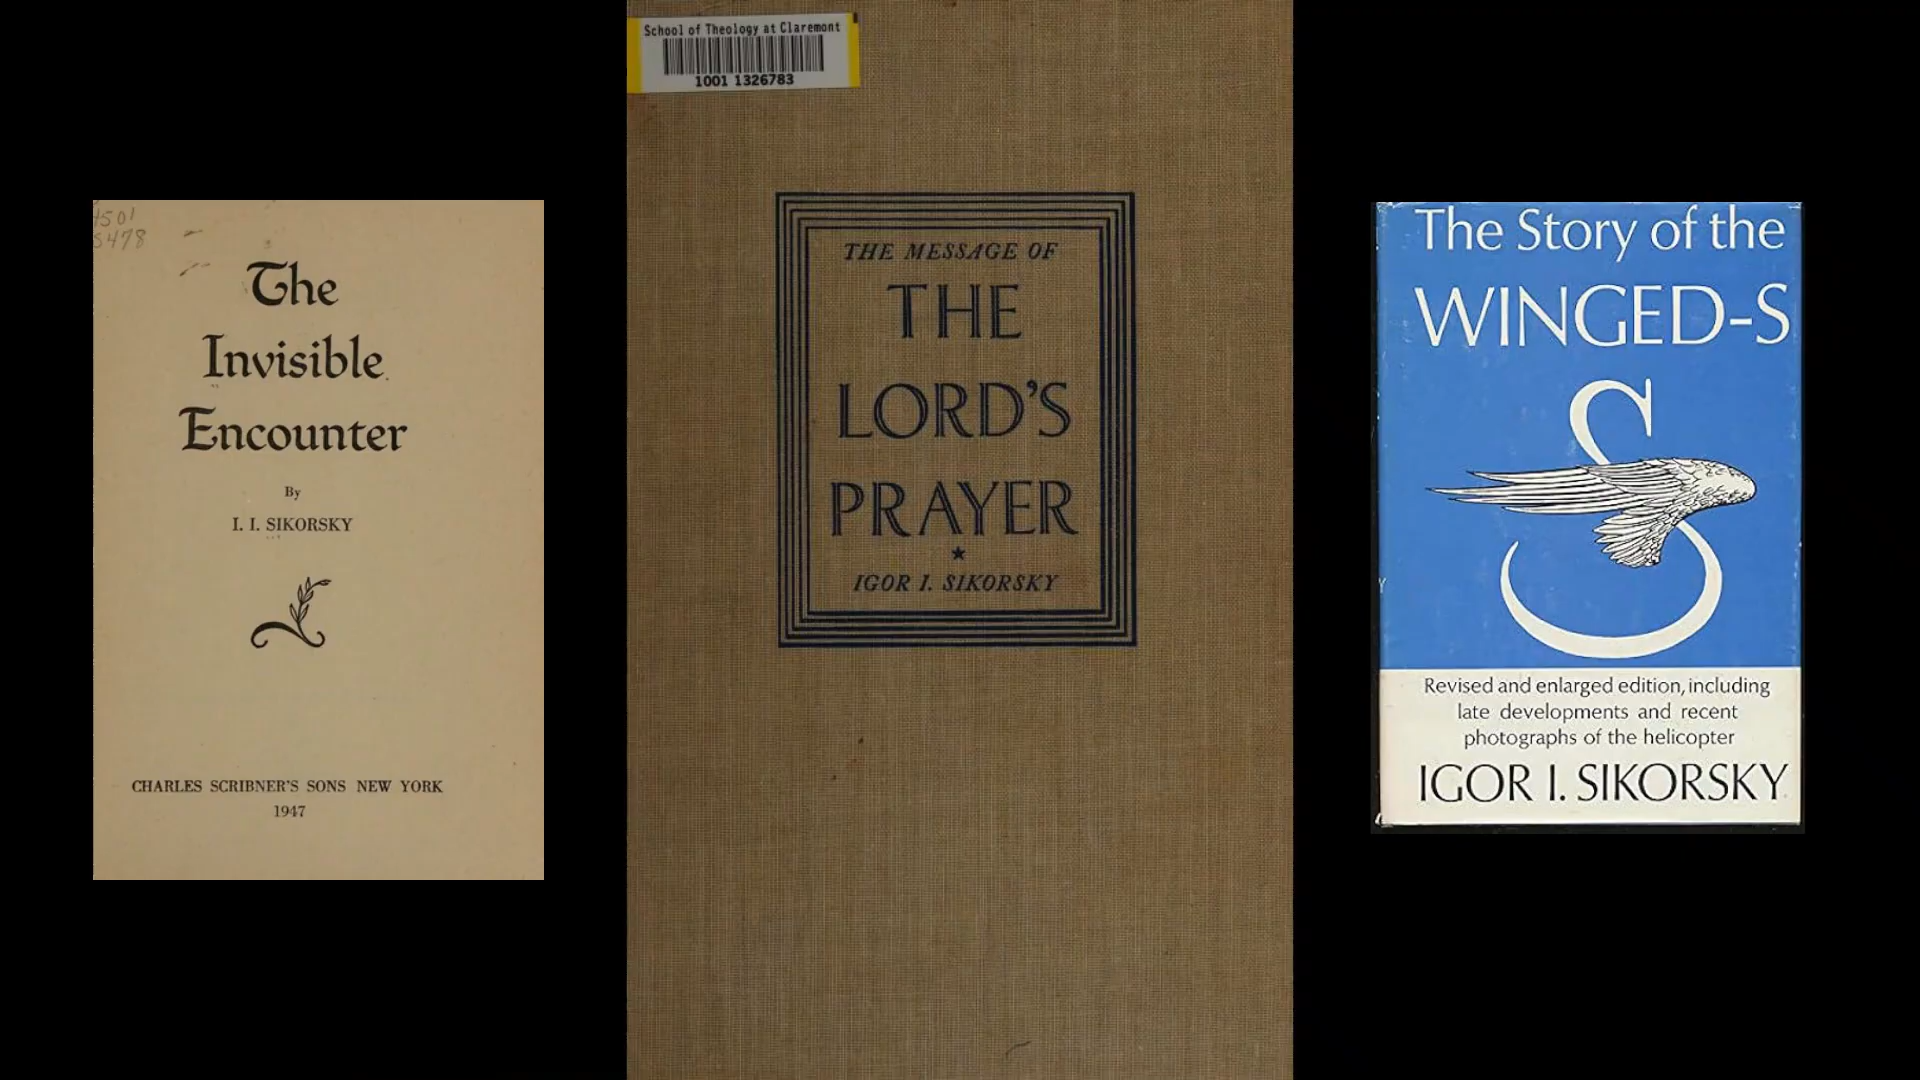 4501
S478
The
Invisible
Encounter
By
I. I. SIKORSKY
CHARLES SCRIBNER'S SONS NEW YORK
1947
School of Theology at Claremont
1001 1326783
THE MESSAGE OF
THE
LORD'S
PRAYER
IGOR I. SIKORSKY
The Story of the
WINGED-S
S
Revised and enlarged edition, including
late developments and recent
photographs of the helicopter
IGOR I. SIKORSKY